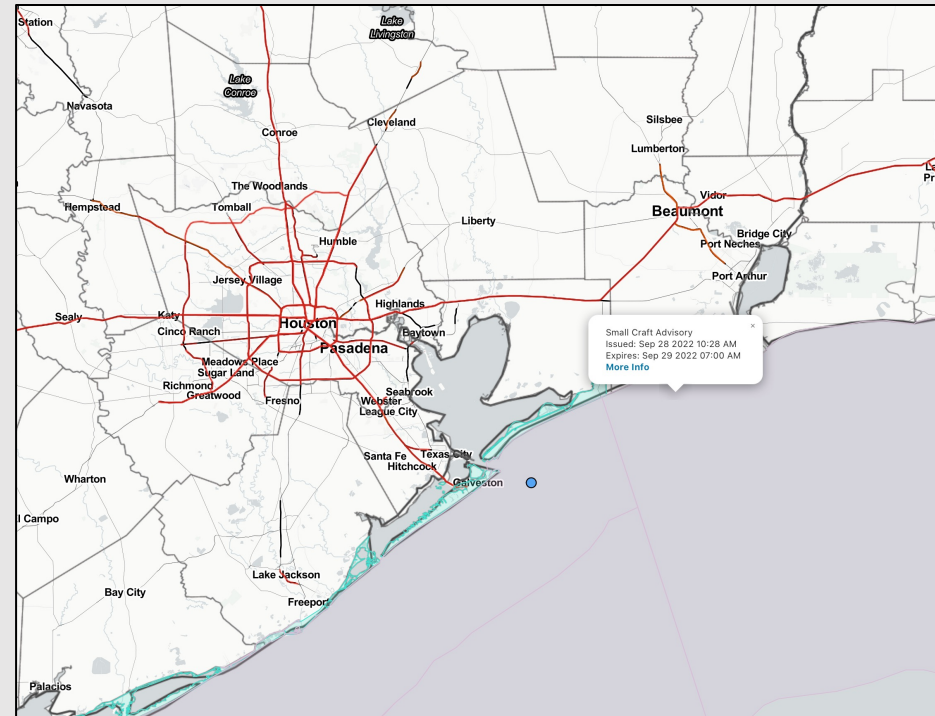 Station
Lake
Livingston
Lake
Conroe
Navasota
Cleveland
Conroe
Silsbee
Lumberton
The Woodlands
Tomball
Hempstead
Vidor
Beaumont
Liberty
Bridge City
Port Neches
Humble
Port Arthur
Jersey Village
Highlands
Katy
Sealy
Houston
Cinco Ranch
Baytown
Pasadena
×
Small Craft Advisory
Issued: Sep 28 2022 10:28 AM
Expires: Sep 29 2022 07:00 AM
More Info
Meadows Place
Sugar Land
Richmond
Greatwood
Fresno
Seabrook
Webster
League City
Santa Fe
Texas City
Hitchcock
Wharton
Galveston
l Campo
Lake Jackson
Bay City
Freeport
Palacios